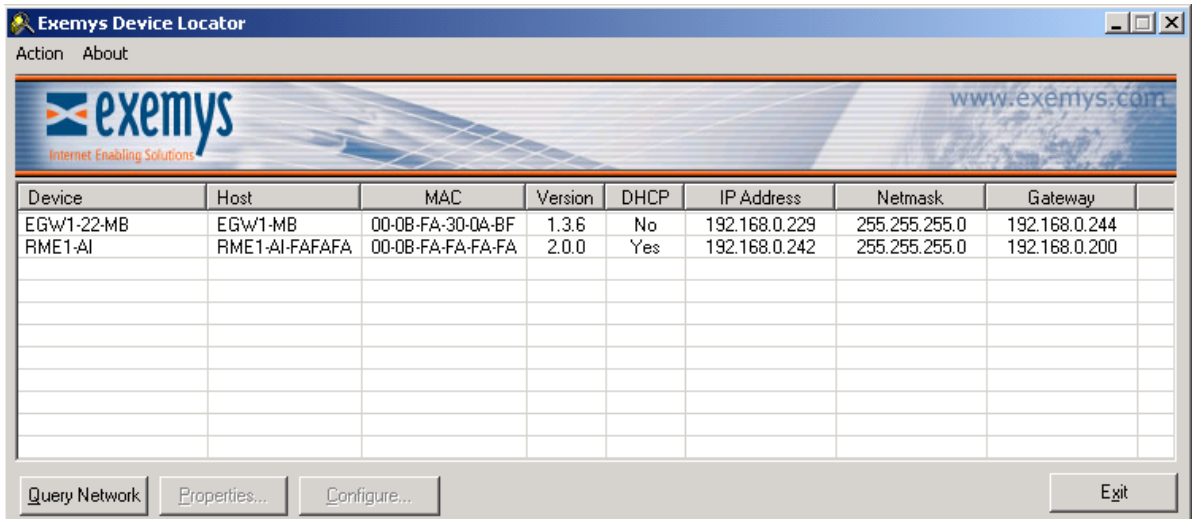 Exemys Device Locator
Action About
exemys
Internet Enabling Solutions
www.exemys.com
Device Host MAC Version DHCP IP Address Netmask Gateway
EGW1-22-MB EGW1-MB 00-0B-FA-30-0A-BF 1.3.6 No 192.168.0.229 255.255.255.0 192.168.0.244
RME1-AI RME1-AI-FAFAFA 00-0B-FA-FA-FA-FA 2.0.0 Yes 192.168.0.242 255.255.255.0 192.168.0.200
Query Network Properties... Configure... Exit